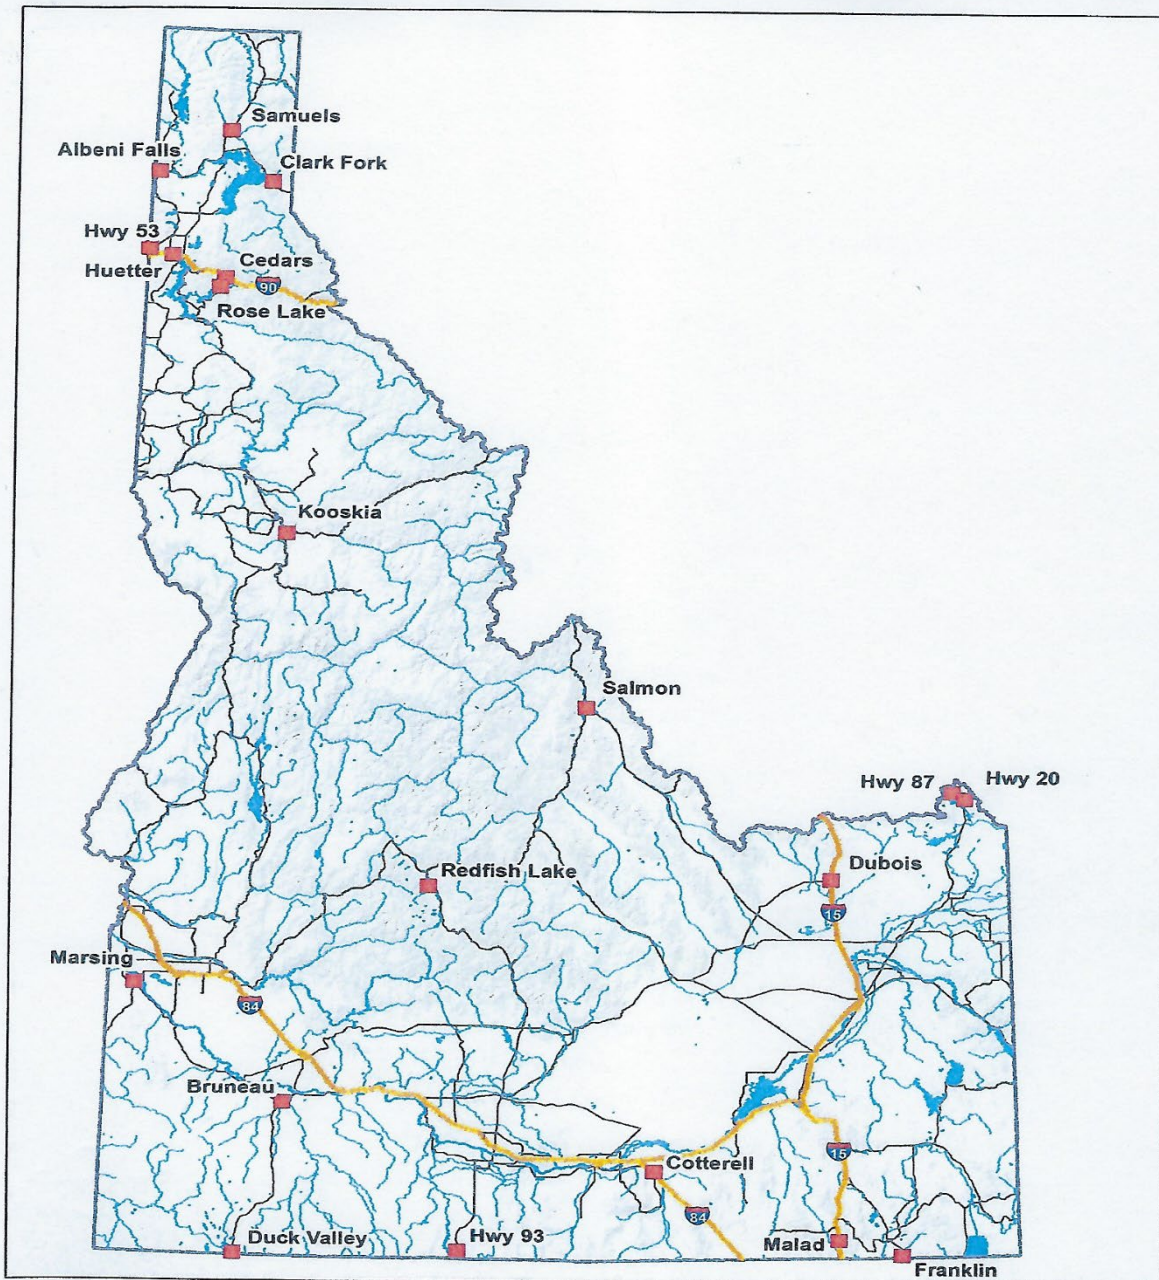 Samuels
Albeni Falls
Clark Fork
Hwy 53
Cedars
Huetter
90
Rose Lake
Kooskia
Salmon
Hwy 87
Hwy 20
Dubois
Redfish Lake
15
Marsing
84
Bruneau
15
Cotterell
84
Duck Valley
Hwy 93
Malad
Franklin